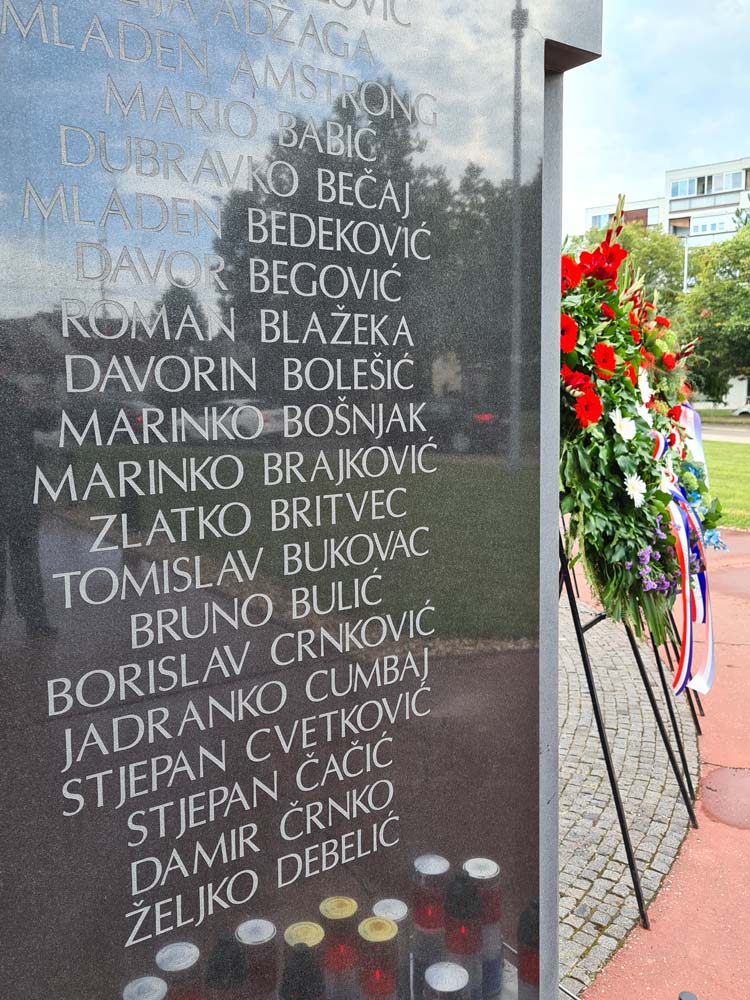 ADŽAGA
MLADEN AMSTRONG
MARIO BABIĆ
DUBRAVKO BEČAJ
MLADEN BEDEKOVIĆ
DAVOR BEGOVIĆ
ROMAN BLAŽEKA
DAVORIN BOLEŠIĆ
MARINKO BOŠNJAK
MARINKO BRAJKOVIĆ
ZLATKO BRITVEC
TOMISLAV BUKOVAC
BRUNO BULIĆ
BORISLAV CRNKOVIĆ
JADRANKO CUMBAJ
STJEPAN CVETKOVIĆ
STJEPAN ČAČIĆ
DAMIR ČRNKO
ŽELJKO DEBELIĆ